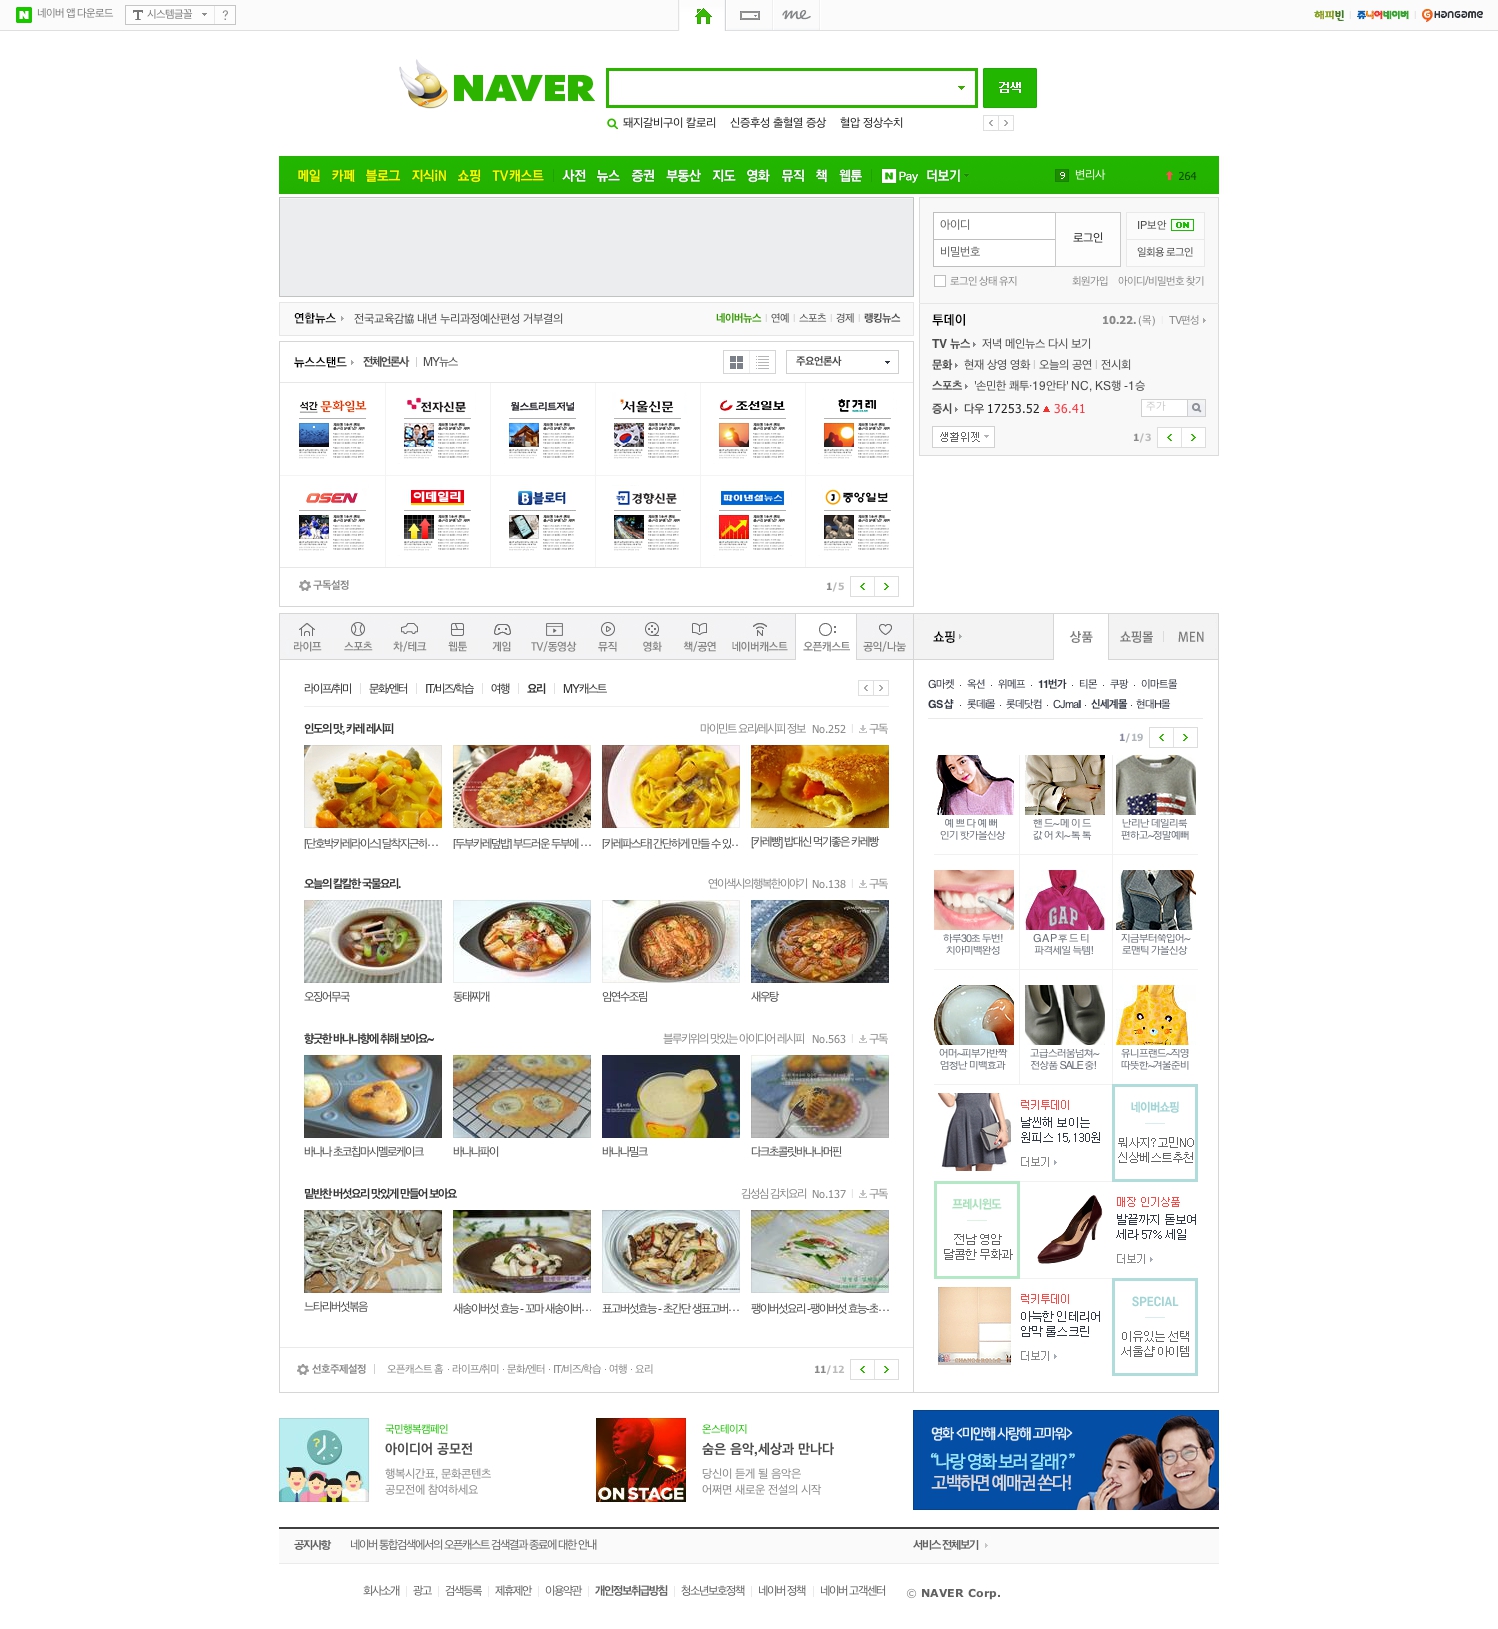 네이버 앱 다운로드
시스템글꼴 ?
me
해피빈 쥬니어네이버 HANGAME
NAVER 검색
돼지갈비구이 칼로리 신증후성 출혈열 증상 혈압 정상수치
메일 카페 블로그 지식iN 쇼핑 TV캐스트 사전 뉴스 증권 부동산 지도 영화 뮤직 책 웹툰 N Pay 더보기
9 변리사 264
아이디
비밀번호
로그인
IP보안 ON
일회용 로그인
로그인 상태 유지 회원가입 아이디/비밀번호 찾기
연합뉴스 전국교육감協 내년 누리과정예산편성 거부결의
네이버뉴스 연예 스포츠 경제 랭킹뉴스
투데이 10.22.(목) TV편성
TV 뉴스 저녁 메인뉴스 다시 보기
문화 현재 상영 영화 오늘의 공연 전시회
스포츠 '손민한 쾌투·19안타' NC, KS행 -1승
증시 다우 17253.52 36.41 주가
생활위젯 1/3
뉴스스탠드 전체언론사 MY뉴스 주요언론사
석간 문화일보 전자신문 월스트리트저널 서울신문 조선일보 한겨레
OSEN 이데일리 블로터 경향신문 파이낸셜뉴스 중앙일보
구독설정 1/5
라이프 스포츠 차/테크 웹툰 게임 TV/동영상 뮤직 영화 책/공연 네이버캐스트 오픈캐스트 공익/나눔
쇼핑 상품 쇼핑몰 MEN
라이프/취미 문화/엔터 IT/비즈/학습 여행 요리 MY캐스트
인도의 맛, 카레 레시피 마이민트 요리/레시피 정보 No.252 구독
[단호박카레라이스] 달착지근하… [두부카레덮밥] 부드러운 두부에 … [카레파스타] 간단하게 만들 수 있… [카레빵] 밥대신 먹기좋은 카레빵
오늘의 칼칼한 국물요리. 연이색시의행복한이야기 No.138 구독
오징어무국 동태찌개 임연수조림 새우탕
향긋한 바나나향에 취해 보아요~ 블루키위의 맛있는 아이디어 레시피 No.563 구독
바나나 초코칩마시멜로케이크 바나나파이 바나나밀크 다크초콜릿바나나머핀
밑반찬 버섯요리 맛있게 만들어 보아요 김성심 김치요리 No.137 구독
느타리버섯볶음 새송이버섯 효능 - 꼬마 새송이버… 표고버섯효능 - 초간단 생표고버… 팽이버섯요리 -팽이버섯 효능-초…
선호주제설정 오픈캐스트 홈 · 라이프/취미 · 문화/엔터 · IT/비즈/학습 · 여행 · 요리 11/12
G마켓 · 옥션 · 위메프 · 11번가 · 티몬 · 쿠팡 · 이마트몰
GS샵 · 롯데i몰 · 롯데닷컴 · CJmall · 신세계몰 · 현대H몰
1/19
예 쁘 다 예 뻐
인기 핫가을신상
핸 드~ 메 이 드
값 어 치~ 톡 톡
난리난 데일리룩
편하고~정말예뻐
하루30초 두번!
치아미백완성
GAP 후 드 티
파격세일 득템!
지금부터쭉입어~
로맨틱 가을신상
GAP
어머~피부가반짝
엄청난 미백효과
고급스러움넘쳐~
전상품 SALE 중!
유니프랜드~직영
따뜻한~겨울준비
럭키투데이
날씬해 보이는
원피스 15,130원
더보기
네이버쇼핑
뭐사지?고민NO
신상베스트추천
프레시윈도
전남 영암
달콤한 무화과
매장 인기상품
발끝까지 돋보여
세라 57% 세일
더보기
럭키투데이
아늑한 인테리어
암막 롤스크린
더보기
SPECIAL
이유있는 선택
서울샵 아이템
국민행복캠페인
아이디어 공모전
행복시간표, 문화콘텐츠
공모전에 참여하세요
ON STAGE
온스테이지
숨은 음악,세상과 만나다
당신이 듣게 될 음악은
어쩌면 새로운 전설의 시작
영화 <미안해 사랑해 고마워>
“나랑 영화 보러 갈래?”
고백하면 예매권 쏜다!
공지사항 네이버 통합검색에서의 오픈캐스트 검색결과 종료에 대한 안내 서비스 전체보기
회사소개 광고 검색등록 제휴제안 이용약관 개인정보취급방침 청소년보호정책 네이버 정책 네이버 고객센터 © NAVER Corp.